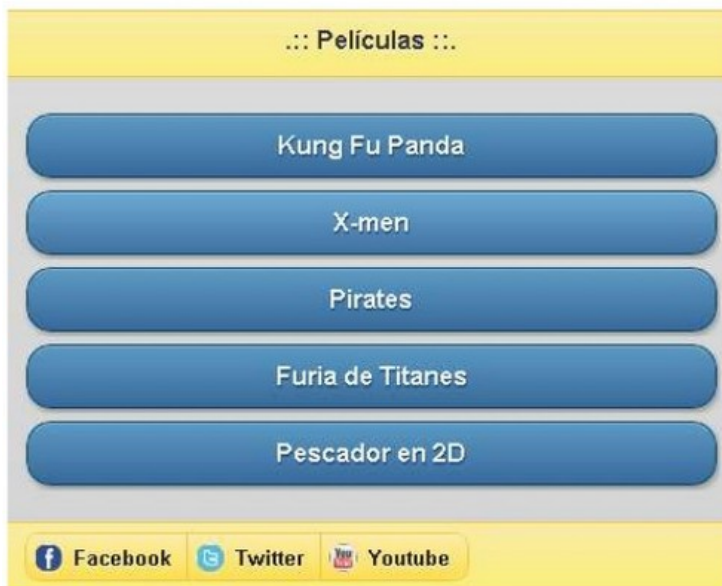 .:: Películas ::.
Kung Fu Panda
X-men
Pirates
Furia de Titanes
Pescador en 2D
Facebook Twitter Youtube